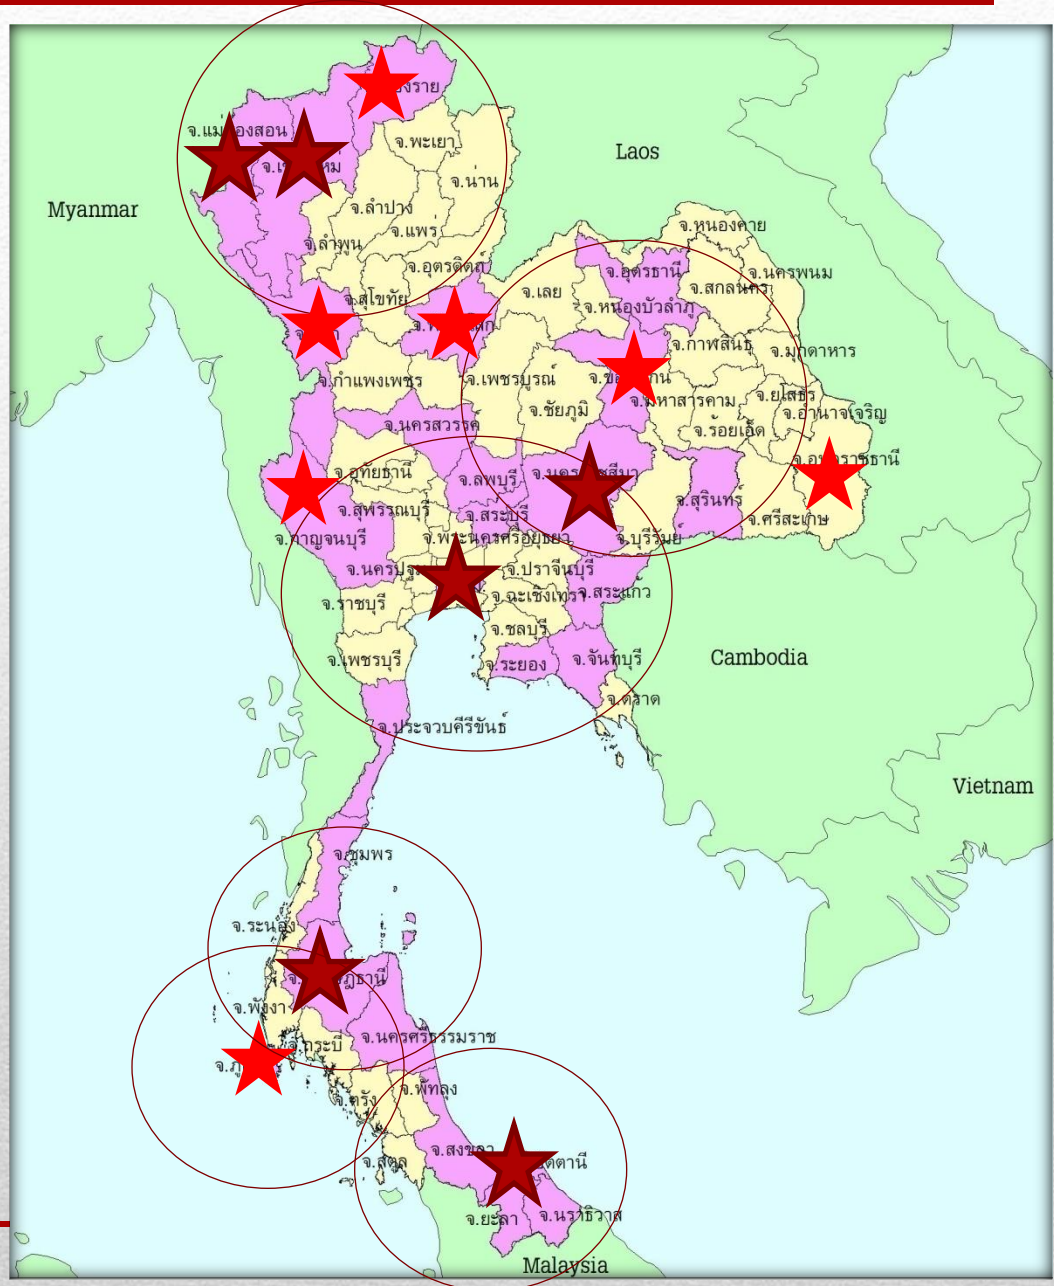 จ.พะเยา
Laos
จ.น่าน
Myanmar
จ.ลำปาง
จ.แพร่
จ.หนองคาย
จ.ลำพูน
จ.อุตรดิตถ์
จ.อุดรธานี
จ.นครพนม
จ.สกลนคร
จ.เลย
จ.สุโขทัย
จ.หนองบัวลำภู
จ.กาฬสินธุ์
จ.มุกดาหาร
จ.กำแพงเพชร
จ.เพชรบูรณ์
จ.มหาสารคาม
จ.ยโสธร
จ.ชัยภูมิ
จ.อำนาจเจริญ
จ.นครสวรรค์
จ.ร้อยเอ็ด
จ.อุทัยธานี
จ.ลพบุรี
จ.สุรินทร์
จ.สุพรรณบุรี
จ.สระบุรี
จ.ศรีสะเกษ
จ.กาญจนบุรี
จ.พระนครศรีอยุธยา
จ.บุรีรัมย์
จ.ปราจีนบุรี
จ.ฉะเชิงเทรา
จ.สระแก้ว
จ.ราชบุรี
จ.ชลบุรี
จ.เพชรบุรี
จ.ระยอง
จ.จันทบุรี
Cambodia
จ.ตราด
จ.ประจวบคีรีขันธ์
Vietnam
จ.ชุมพร
จ.ระนอง
จ.พังงา
จ.นครศรีธรรมราช
จ.กระบี่
จ.พัทลุง
จ.ตรัง
จ.สงขลา
จ.สตูล
จ.ยะลา
จ.นราธิวาส
Malaysia